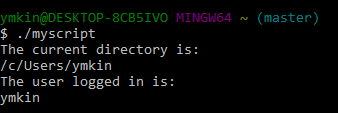 ymkin@DESKTOP-8CB5IVO MINGW64 ~ (master)
$ ./myscript
The current directory is:
/c/Users/ymkin
The user logged in is:
ymkin